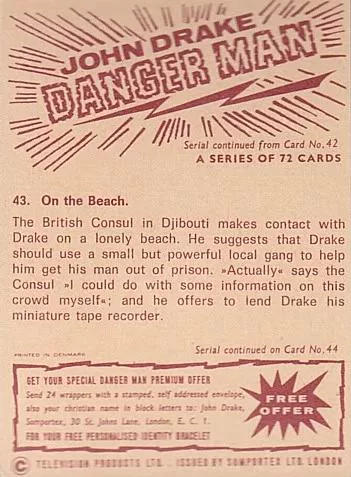 JOHN DRAKE
DANGER MAN
Serial continued from Card No. 42
A SERIES OF 72 CARDS
43. On the Beach.
The British Consul in Djibouti makes contact with
Drake on a lonely beach. He suggests that Drake
should use a small but powerful local gang to help
him get his man out of prison. »Actually« says the
Consul »I could do with some information on this
crowd myself«; and he offers to lend Drake his
miniature tape recorder.
PRINTED IN DENMARK
Serial continued on Card No. 44
GET YOUR SPECIAL DANGER MAN PREMIUM OFFER
Send 24 wrappers with a stamped, self addressed envelope,
also your christian name in block letters to: John Drake,
Somportex, 30 St. Johns Lane, London, E. C. 1.
FOR YOUR FREE PERSONALISED IDENTITY BRACELET
FREE
OFFER
© TELEVISION PRODUCTS LTD. . ISSUED BY SOMPORTEX LTD. LONDON